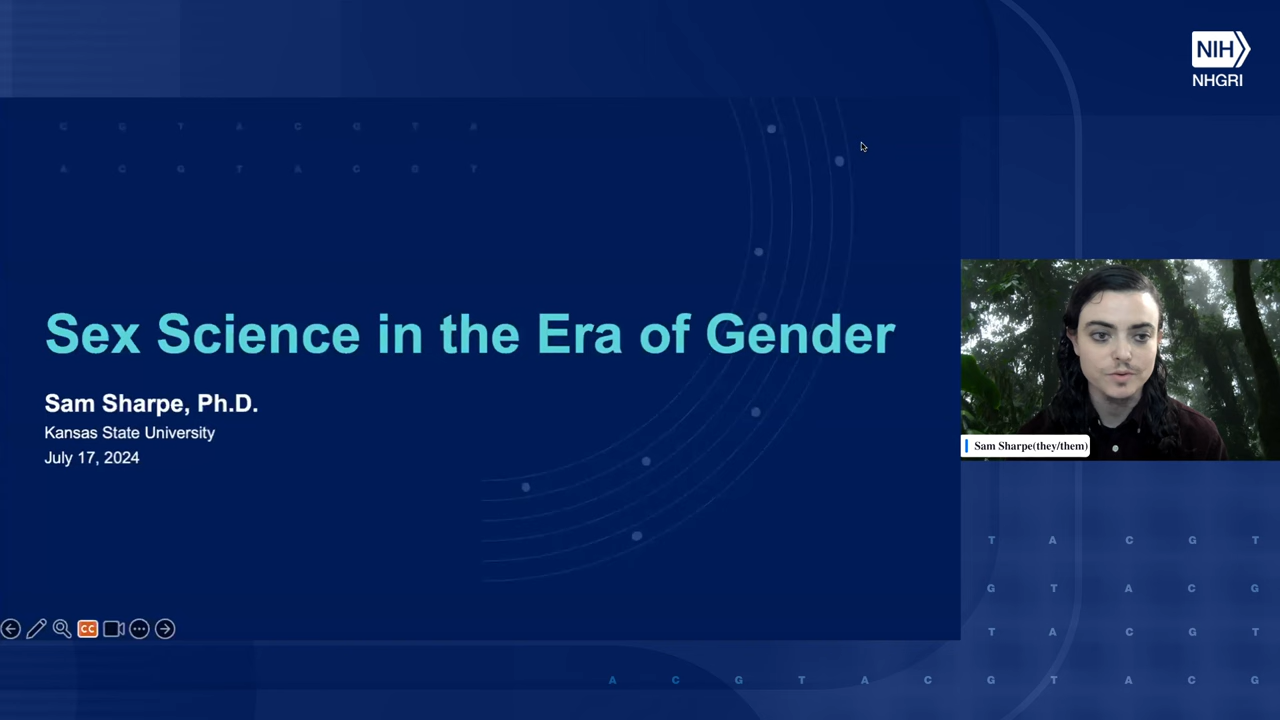 NIH
NHGRI
C G T A C G T A
A C G T A C G T
Sex Science in the Era of Gender
Sam Sharpe, Ph.D.
Kansas State University
July 17, 2024
Sam Sharpe(they/them)
CC
T A C G T
G T A C G
T A C G T
A C G T A C G T A C G